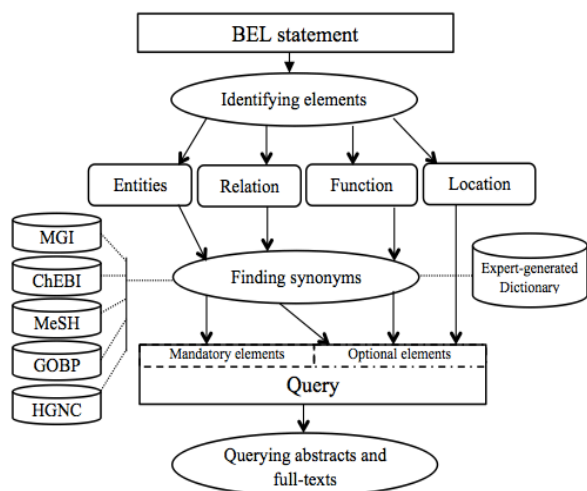 BEL statement
Identifying elements
Entities
Relation
Function
Location
MGI
ChEBI
MeSH
GOBP
HGNC
Finding synonyms
Expert-generated
Dictionary
Mandatory elements
Optional elements
Query
Querying abstracts and
full-texts